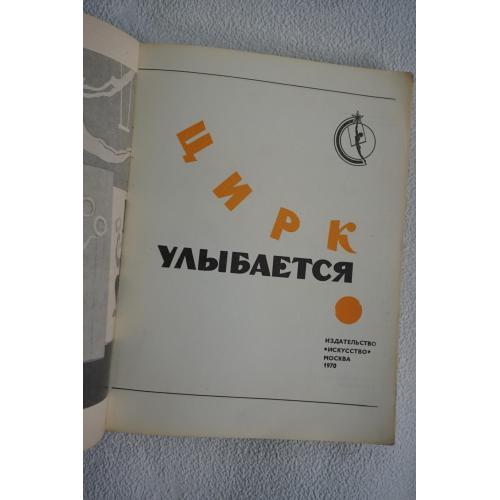 ЦИРК
УЛЫБАЕТСЯ
ИЗДАТЕЛЬСТВО
«ИСКУССТВО»
МОСКВА
1970